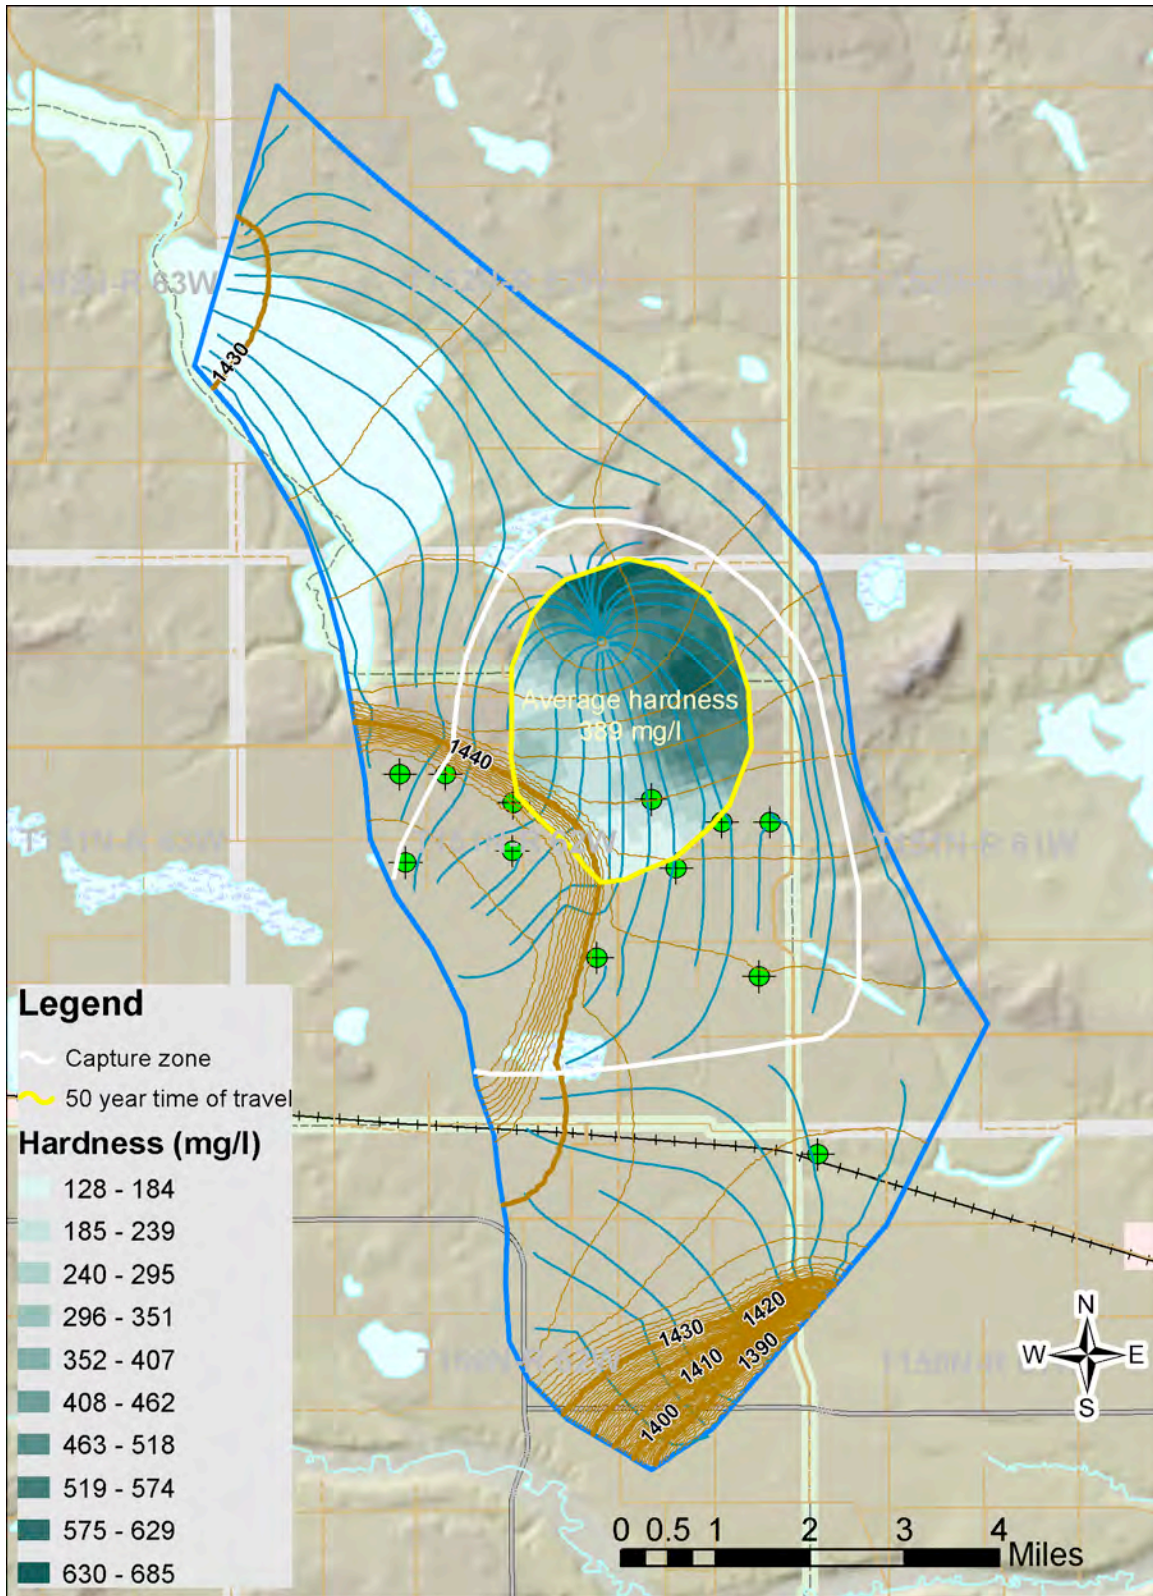 1430
Average hardness
389 mg/l
1440
Legend
Capture zone
50 year time of travel
Hardness (mg/l)
128 - 184
185 - 239
240 - 295
296 - 351
352 - 407
408 - 462
463 - 518
519 - 574
575 - 629
630 - 685
1430
1420
1410
1390
1400
N
W E
S
0 0.5 1 2 3 4
Miles